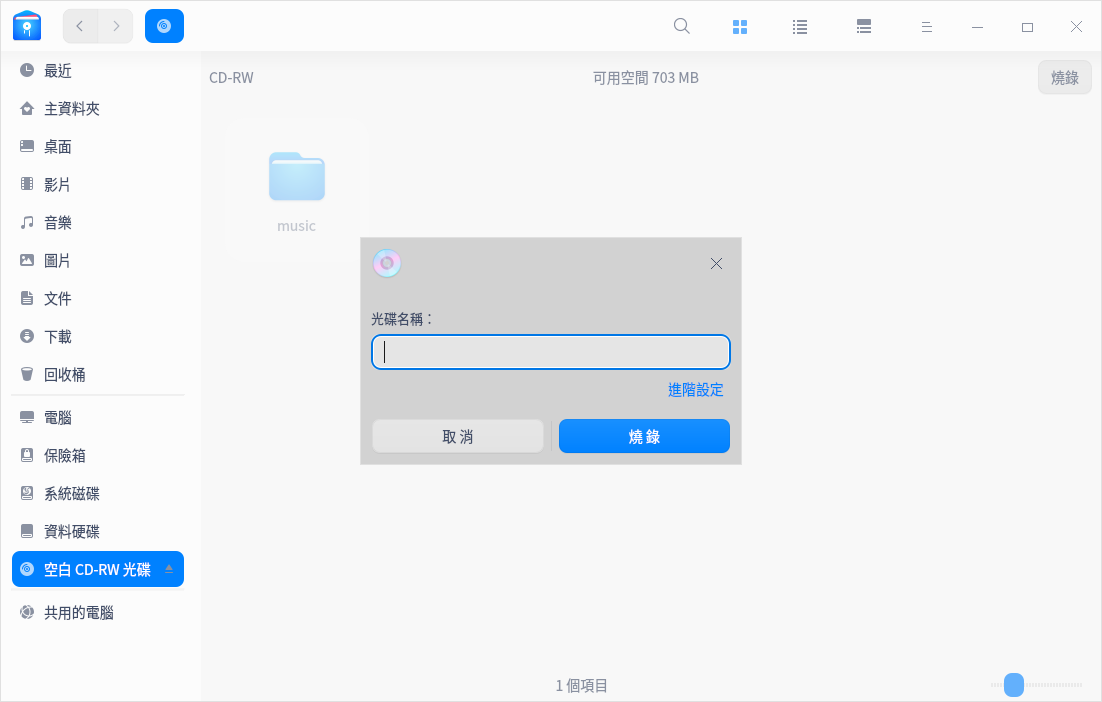 最近
主資料夾
桌面
影片
音樂
圖片
文件
下載
回收桶
電腦
保險箱
系統磁碟
資料硬碟
空白 CD-RW 光碟
共用的電腦
CD-RW
可用空間 703 MB
燒錄
music
光碟名稱：
進階設定
取 消
燒 錄
1 個項目